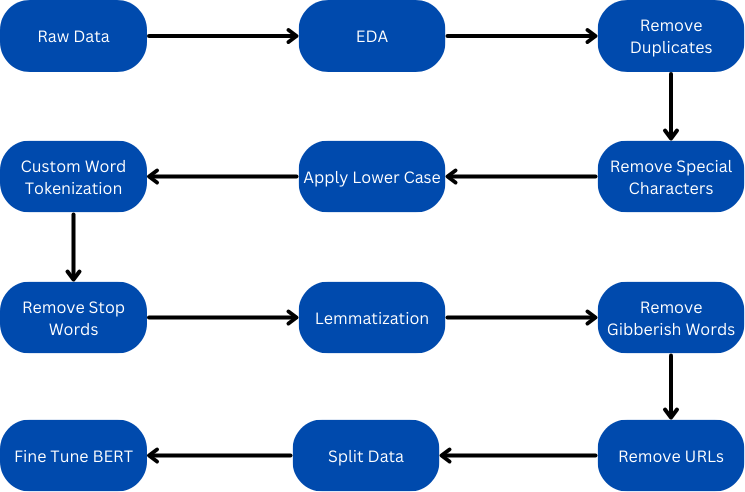 Raw Data
EDA
Remove
Duplicates
Remove Special
Characters
Apply Lower Case
Custom Word
Tokenization
Remove Stop
Words
Lemmatization
Remove
Gibberish Words
Remove URLs
Split Data
Fine Tune BERT